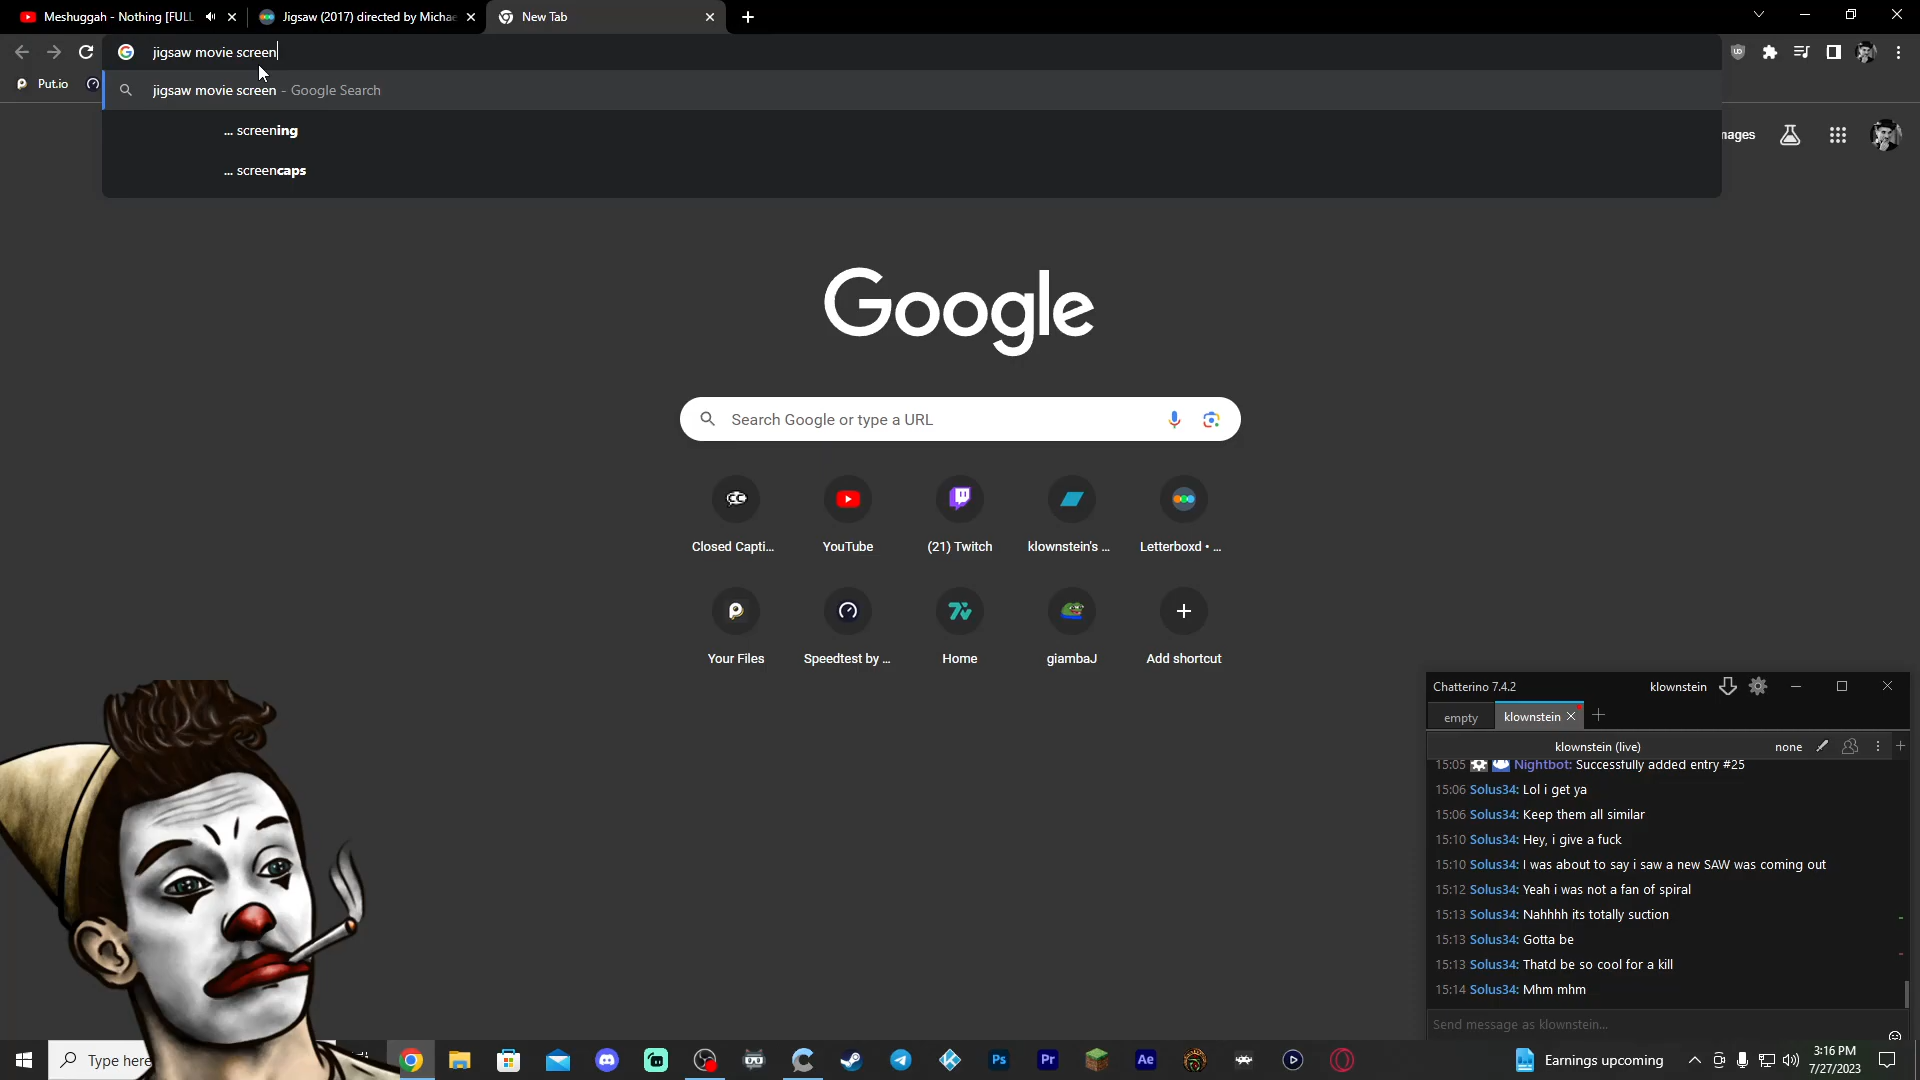 Meshuggah - Nothing [FULL
Jigsaw (2017) directed by Michae
New Tab
jigsaw movie screen
Put.io
jigsaw movie screen - Google Search
... screening
... screencaps
nages
Google
Search Google or type a URL
Closed Capti...
YouTube
(21) Twitch
klownstein's ...
Letterboxd • ...
Your Files
Speedtest by ...
Home
giambaJ
Add shortcut
Chatterino 7.4.2
klownstein
empty
klownstein
klownstein (live)
none
15:05 Nightbot: Successfully added entry #25
15:06 Solus34: Lol i get ya
15:06 Solus34: Keep them all similar
15:10 Solus34: Hey, i give a fuck
15:10 Solus34: I was about to say i saw a new SAW was coming out
15:12 Solus34: Yeah i was not a fan of spiral
15:13 Solus34: Nahhhh its totally suction
15:13 Solus34: Gotta be
15:13 Solus34: Thatd be so cool for a kill
15:14 Solus34: Mhm mhm
Send message as klownstein...
Type here
Ps
Pr
Ae
Earnings upcoming
3:16 PM
7/27/2023